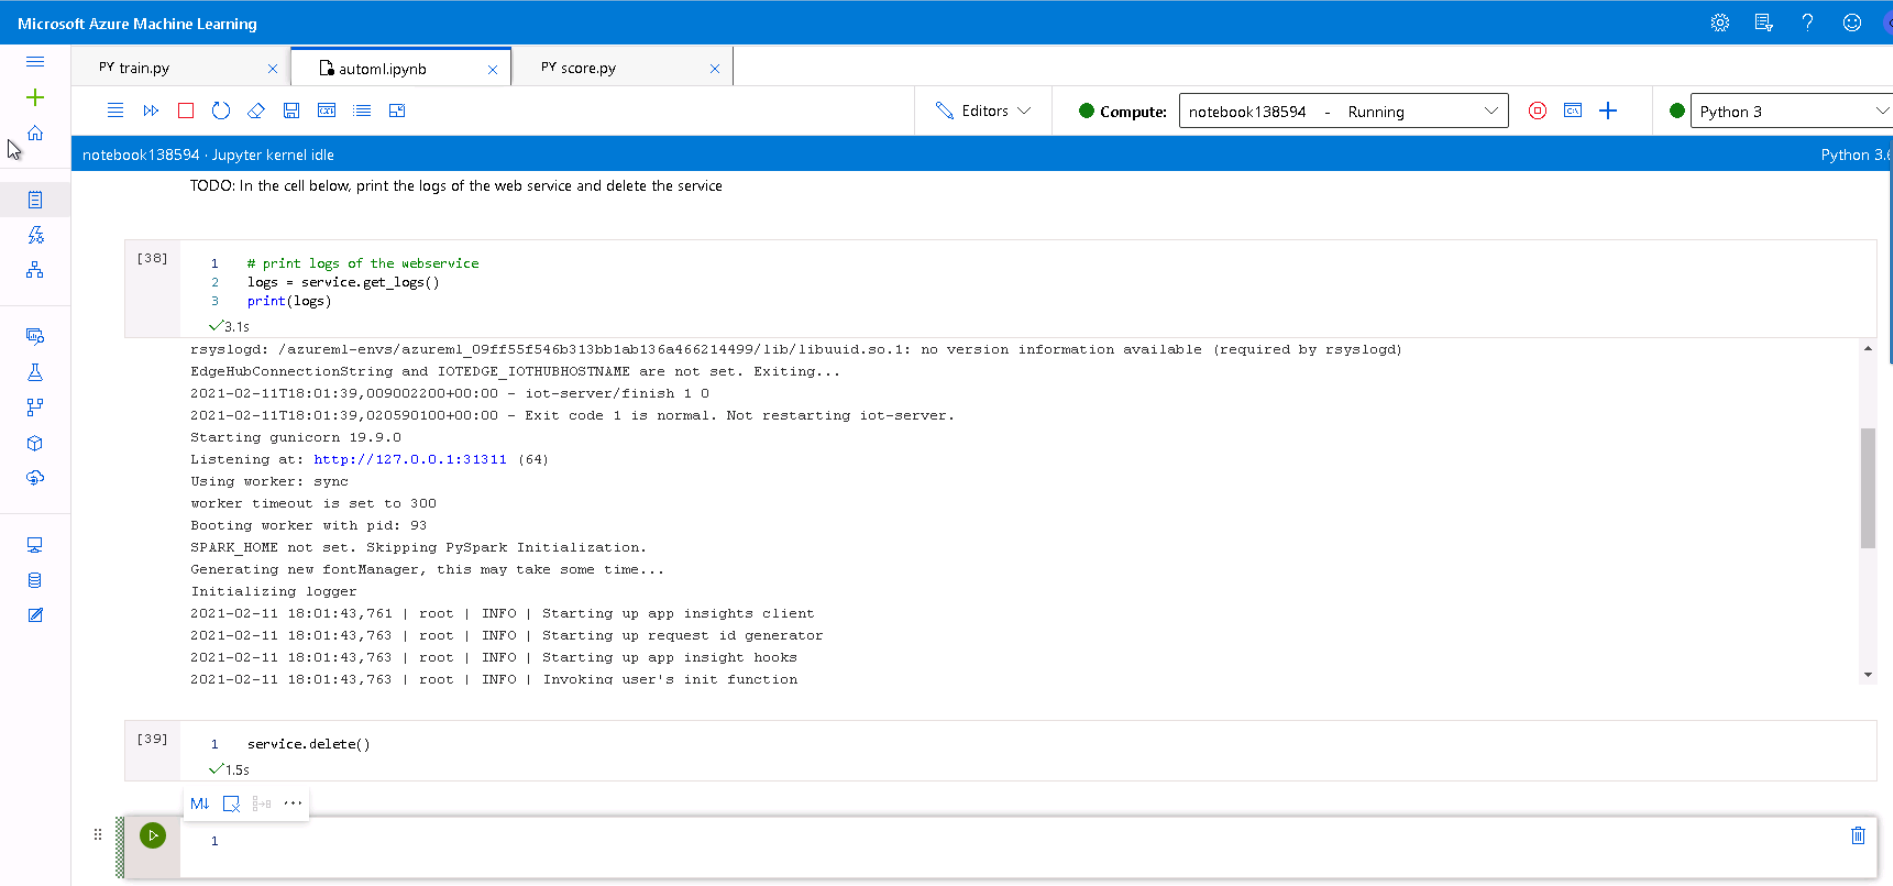 Microsoft Azure Machine Learning
PY train.py
automl.ipynb
PY score.py
Editors
Compute:
notebook138594 - Running
Python 3
notebook138594 · Jupyter kernel idle
Python 3.6
TODO: In the cell below, print the logs of the web service and delete the service
[38]
1 # print logs of the webservice
2 logs = service.get_logs()
3 print(logs)
3.1s
rsyslogd: /azureml-envs/azureml_09ff55f546b313bb1ab136a466214499/lib/libuuid.so.1: no version information available (required by rsyslogd)
EdgeHubConnectionString and IOTEDGE_IOTHUBHOSTNAME are not set. Exiting...
2021-02-11T18:01:39,009002200+00:00 - iot-server/finish 1 0
2021-02-11T18:01:39,020590100+00:00 - Exit code 1 is normal. Not restarting iot-server.
Starting gunicorn 19.9.0
Listening at: http://127.0.0.1:31311 (64)
Using worker: sync
worker timeout is set to 300
Booting worker with pid: 93
SPARK_HOME not set. Skipping PySpark Initialization.
Generating new fontManager, this may take some time...
Initializing logger
2021-02-11 18:01:43,761 | root | INFO | Starting up app insights client
2021-02-11 18:01:43,763 | root | INFO | Starting up request id generator
2021-02-11 18:01:43,763 | root | INFO | Starting up app insight hooks
2021-02-11 18:01:43,763 | root | INFO | Invoking user's init function
[39]
1 service.delete()
1.5s
M↓
1